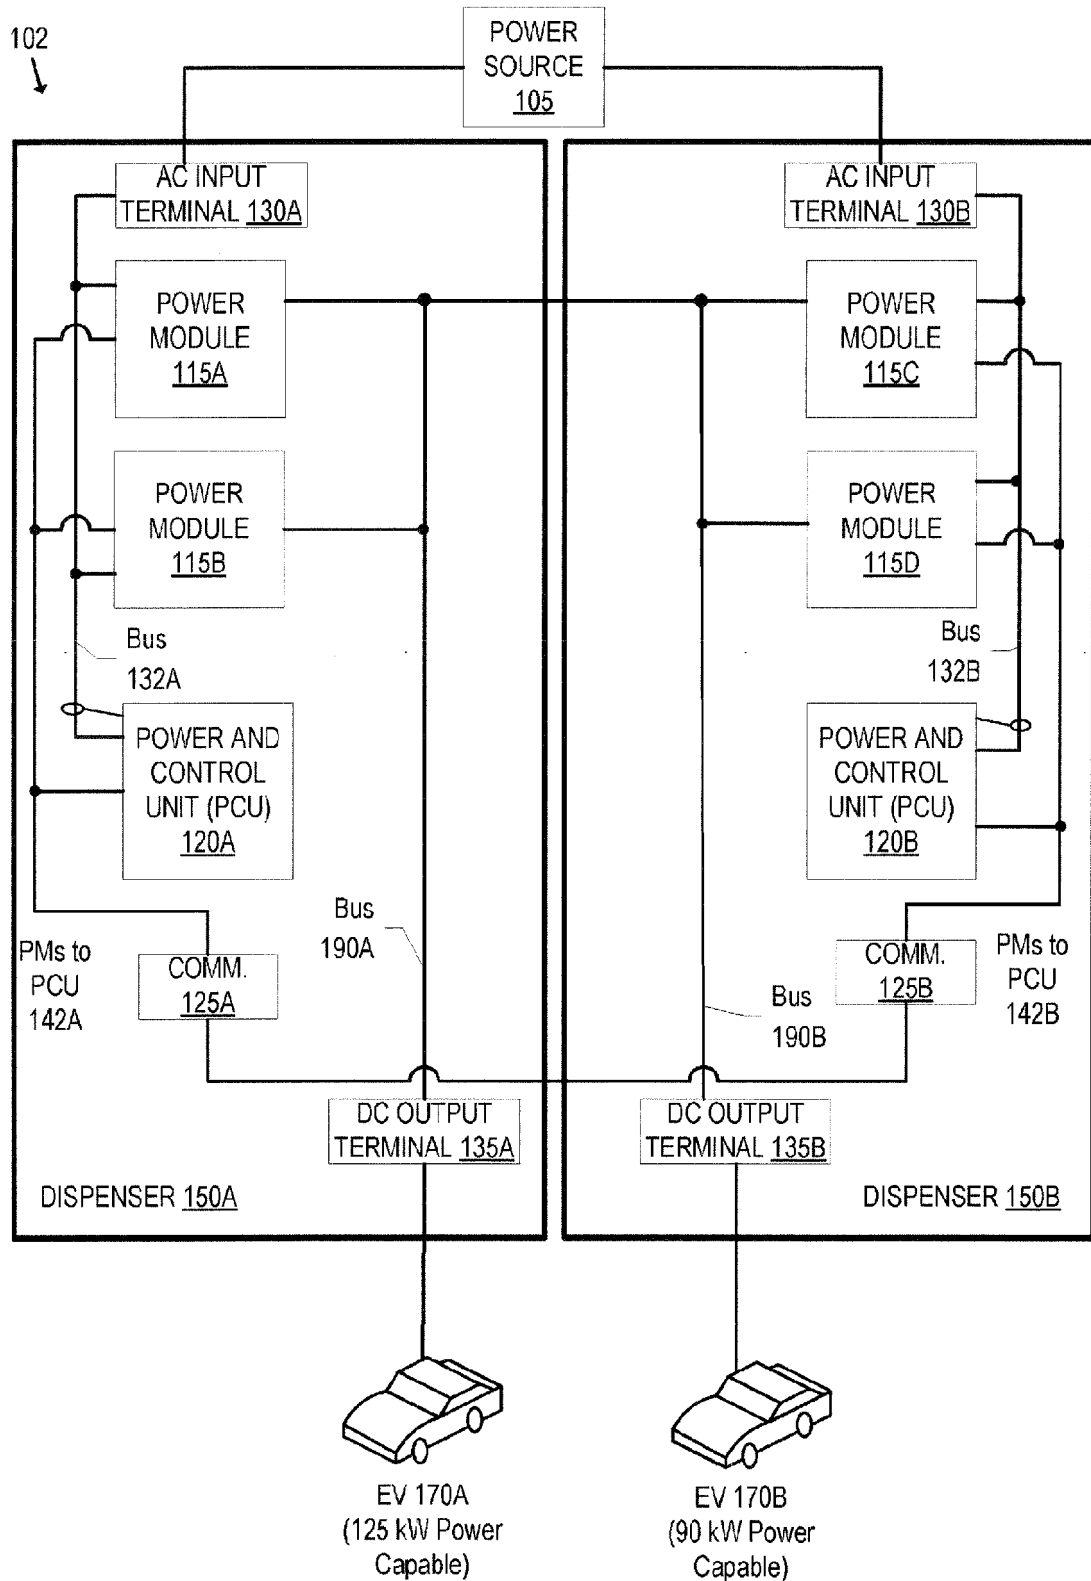 102
POWER
SOURCE
105
AC INPUT
TERMINAL 130A
AC INPUT
TERMINAL 130B
POWER
MODULE
115A
POWER
MODULE
115C
POWER
MODULE
115B
POWER
MODULE
115D
Bus
132A
Bus
132B
POWER AND
CONTROL
UNIT (PCU)
120A
POWER AND
CONTROL
UNIT (PCU)
120B
Bus
190A
PMs to
PCU
142A
COMM.
125A
COMM.
125B
PMs to
PCU
142B
Bus
190B
DC OUTPUT
TERMINAL 135A
DC OUTPUT
TERMINAL 135B
DISPENSER 150A
DISPENSER 150B
EV 170A
(125 kW Power
Capable)
EV 170B
(90 kW Power
Capable)